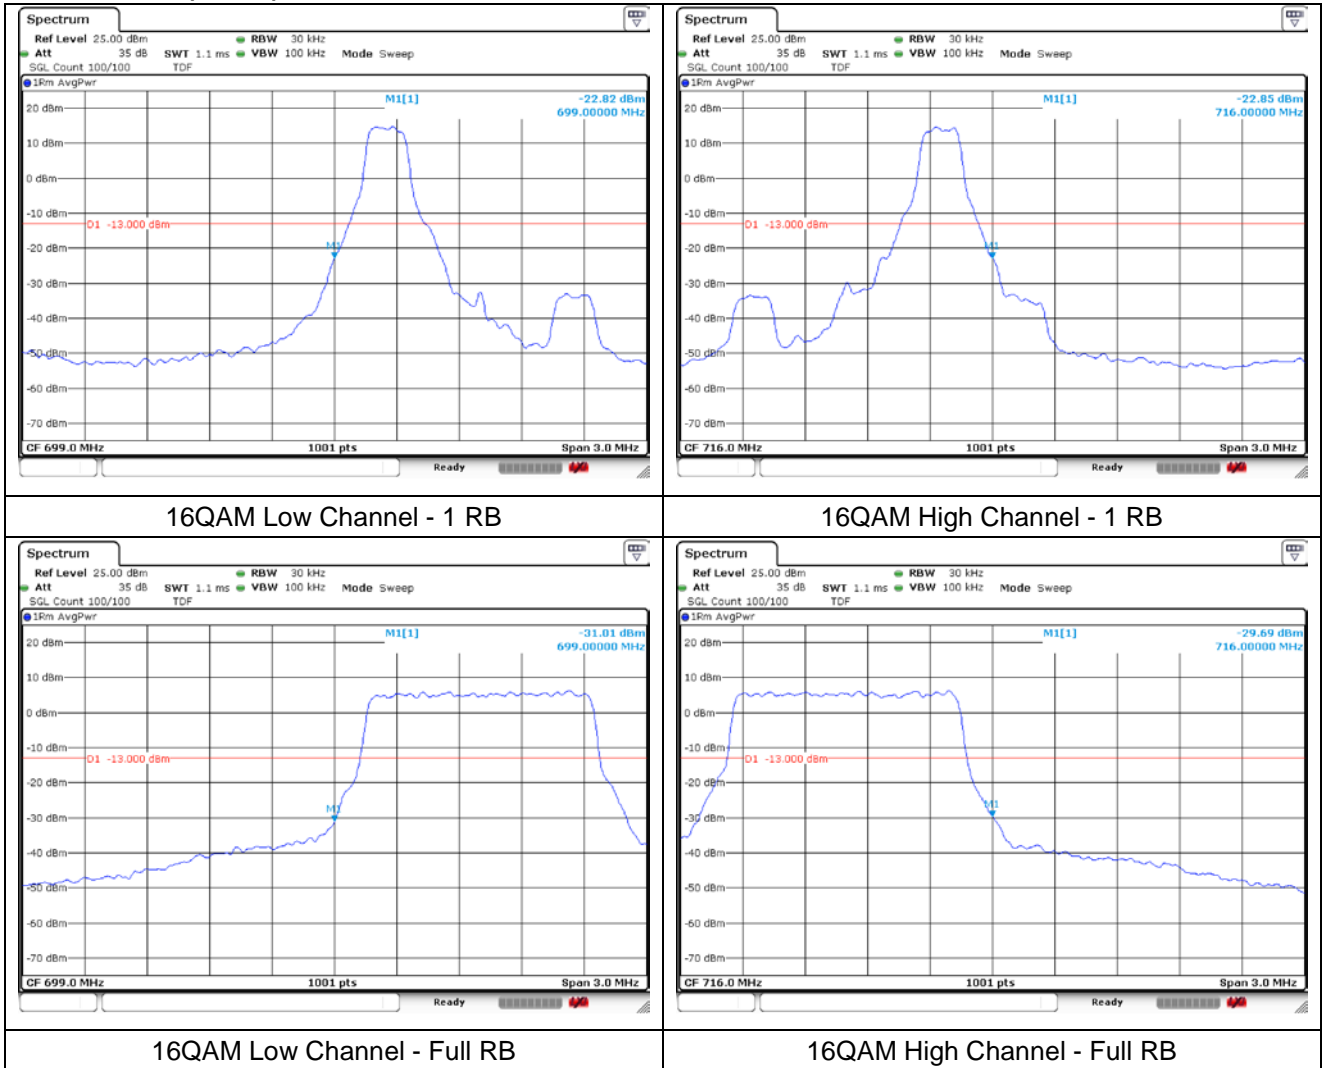 Spectrum
Ref Level 25.00 dBm RBW 30 kHz
Att 35 dB SWT 1.1 ms VBW 100 kHz Mode Sweep
SGL Count 100/100 TDF
1Rm AvgPwr
M1[1] -22.82 dBm
699.00000 MHz
20 dBm
10 dBm
0 dBm
-10 dBm
D1 -13.000 dBm
M1
-20 dBm
-30 dBm
-40 dBm
-50 dBm
-60 dBm
-70 dBm
CF 699.0 MHz 1001 pts Span 3.0 MHz
Ready
Spectrum
Ref Level 25.00 dBm RBW 30 kHz
Att 35 dB SWT 1.1 ms VBW 100 kHz Mode Sweep
SGL Count 100/100 TDF
1Rm AvgPwr
M1[1] -22.85 dBm
716.00000 MHz
20 dBm
10 dBm
0 dBm
-10 dBm
D1 -13.000 dBm
M1
-20 dBm
-30 dBm
-40 dBm
-50 dBm
-60 dBm
-70 dBm
CF 716.0 MHz 1001 pts Span 3.0 MHz
Ready
16QAM Low Channel - 1 RB
16QAM High Channel - 1 RB
Spectrum
Ref Level 25.00 dBm RBW 30 kHz
Att 35 dB SWT 1.1 ms VBW 100 kHz Mode Sweep
SGL Count 100/100 TDF
1Rm AvgPwr
M1[1] -31.01 dBm
699.00000 MHz
20 dBm
10 dBm
0 dBm
-10 dBm
D1 -13.000 dBm
-20 dBm
M1
-30 dBm
-40 dBm
-50 dBm
-60 dBm
-70 dBm
CF 699.0 MHz 1001 pts Span 3.0 MHz
Ready
Spectrum
Ref Level 25.00 dBm RBW 30 kHz
Att 35 dB SWT 1.1 ms VBW 100 kHz Mode Sweep
SGL Count 100/100 TDF
1Rm AvgPwr
M1[1] -29.69 dBm
716.00000 MHz
20 dBm
10 dBm
0 dBm
-10 dBm
D1 -13.000 dBm
-20 dBm
M1
-30 dBm
-40 dBm
-50 dBm
-60 dBm
-70 dBm
CF 716.0 MHz 1001 pts Span 3.0 MHz
Ready
16QAM Low Channel - Full RB
16QAM High Channel - Full RB